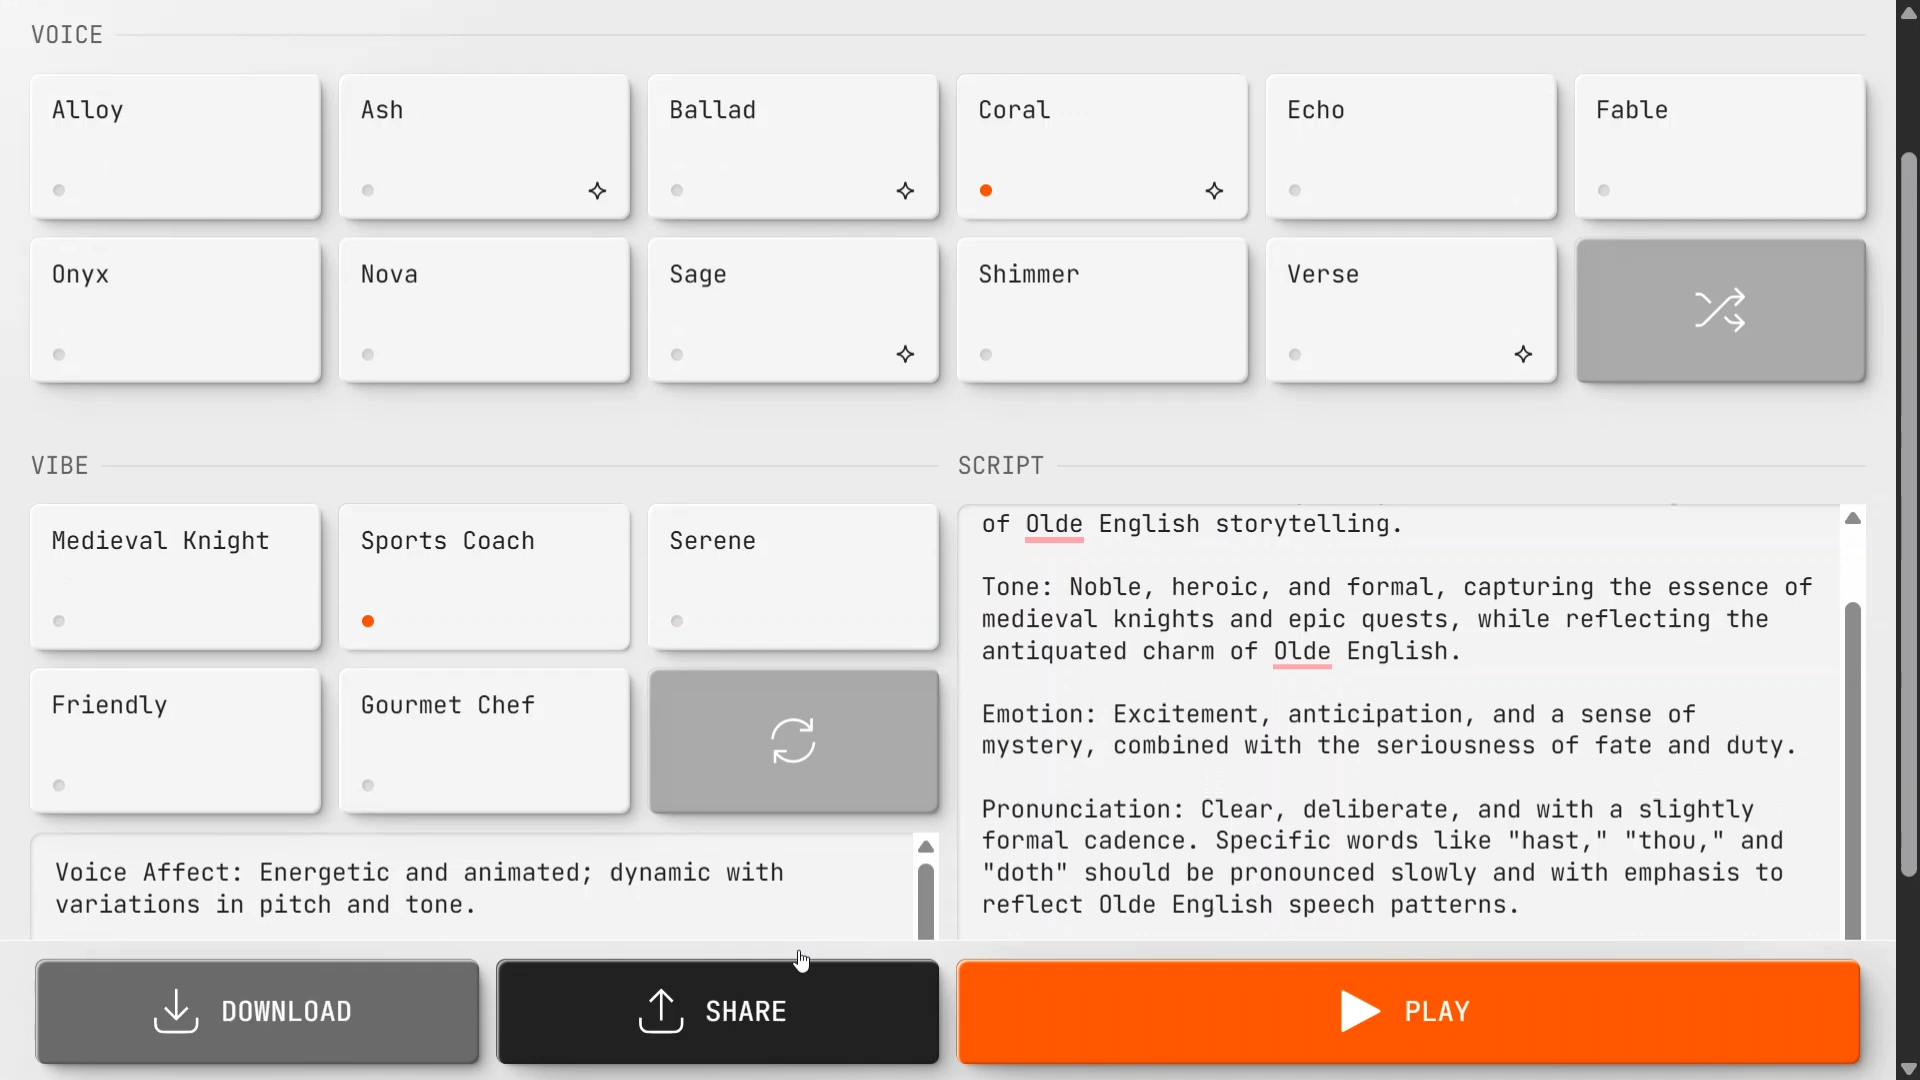 VOICE
Alloy
Ash
Ballad
Coral
Echo
Fable
Onyx
Nova
Sage
Shimmer
Verse
VIBE
Medieval Knight
Sports Coach
Serene
Friendly
Gourmet Chef
Voice Affect: Energetic and animated; dynamic with
variations in pitch and tone.
SCRIPT
of Olde English storytelling.
Tone: Noble, heroic, and formal, capturing the essence of
medieval knights and epic quests, while reflecting the
antiquated charm of Olde English.
Emotion: Excitement, anticipation, and a sense of
mystery, combined with the seriousness of fate and duty.
Pronunciation: Clear, deliberate, and with a slightly
formal cadence. Specific words like "hast," "thou," and
"doth" should be pronounced slowly and with emphasis to
reflect Olde English speech patterns.
DOWNLOAD
SHARE
PLAY